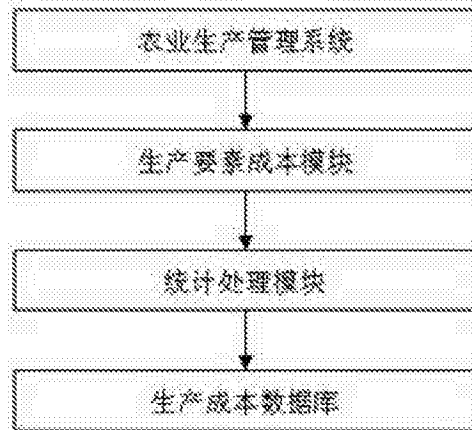 农业生产管理系统
生产要素成本模块
统计处理模块
生产成本数据库